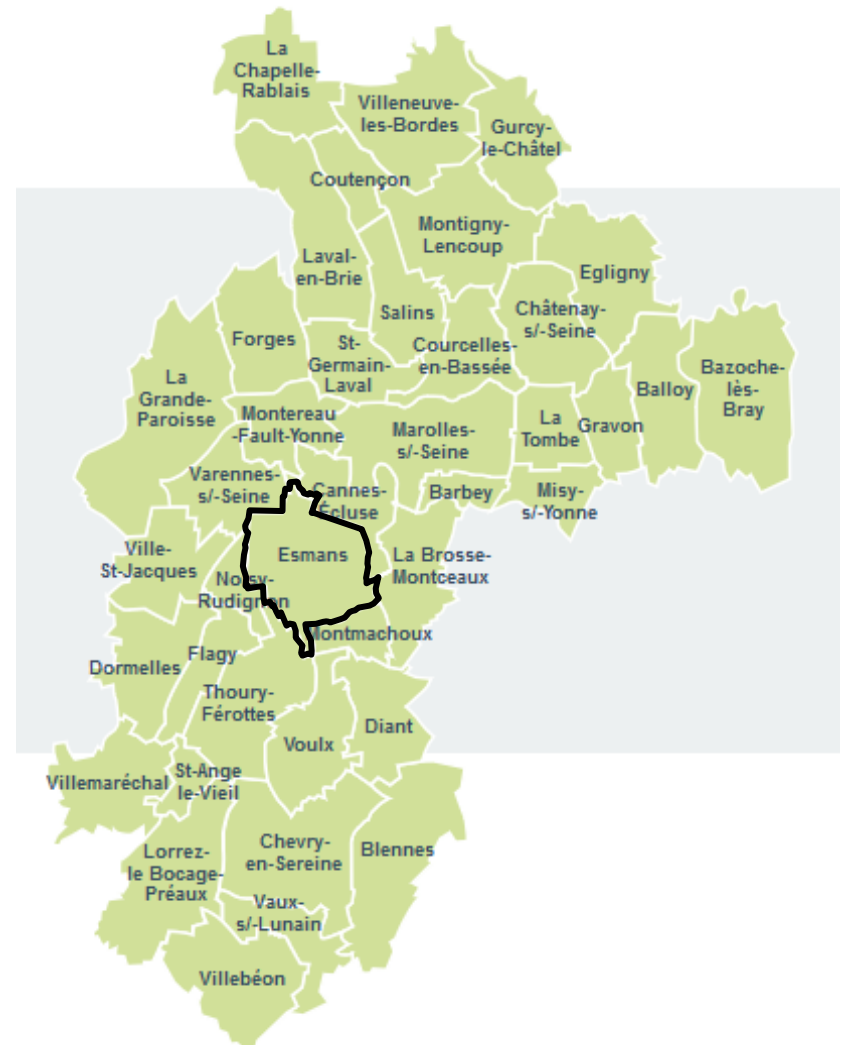 La
Chapelle-
Rablais
Villeneuve-
les-Bordes
Gurcy-
le-Châtel
Coutençon
Montigny-
Lencoup
Laval-
en-Brie
Egligny
Salins
Châtenay-
s/-Seine
Forges
St-
Germain-
Laval
Courcelles-
en-Bassée
La
Grande-
Paroisse
Balloy
Bazoche-
lès-
Bray
Montereau
-Fault-Yonne
Marolles-
s/-Seine
La
Tombe
Gravon
Varennes-
s/-Seine
Cannes-
Écluse
Barbey
Misy-
s/-Yonne
Ville-
St-Jacques
Esmans
La Brosse-
Montceaux
Noisy-
Rudignon
Montmachoux
Flagy
Dormelles
Thoury-
Férottes
Voulx
Diant
Villemaréchal
St-Ange
le-Vieil
Lorrez-
le Bocage-
Préaux
Chevry-
en-Sereine
Blennes
Vaux-
s/-Lunain
Villebéon